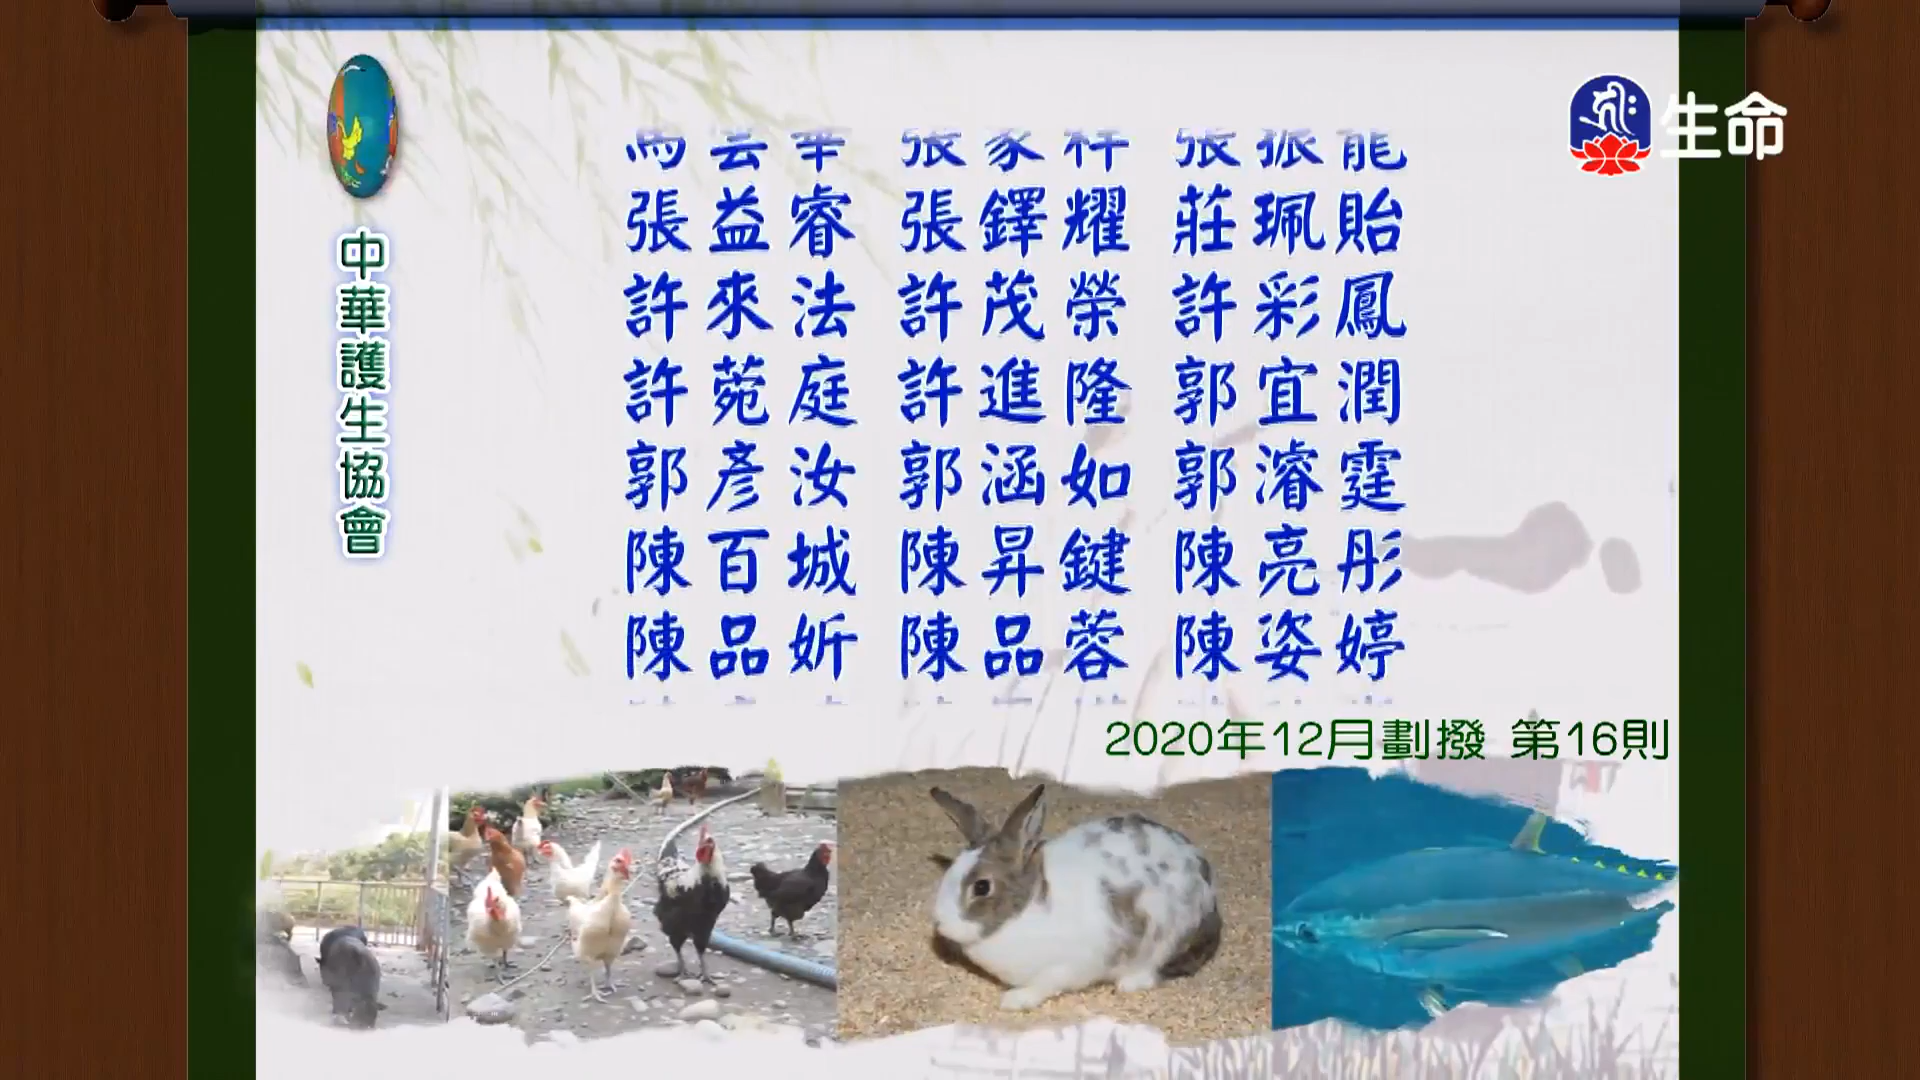 生命
中華護生協會
張益睿 張鐸耀 莊珮貽
許來法 許茂榮 許彩鳳
許菀庭 許進隆 郭宜潤
郭彥汝 郭涵如 郭濬霆
陳百城 陳昇鍵 陳亮彤
陳品妡 陳品蓉 陳姿婷
2020年12月劃撥 第16則